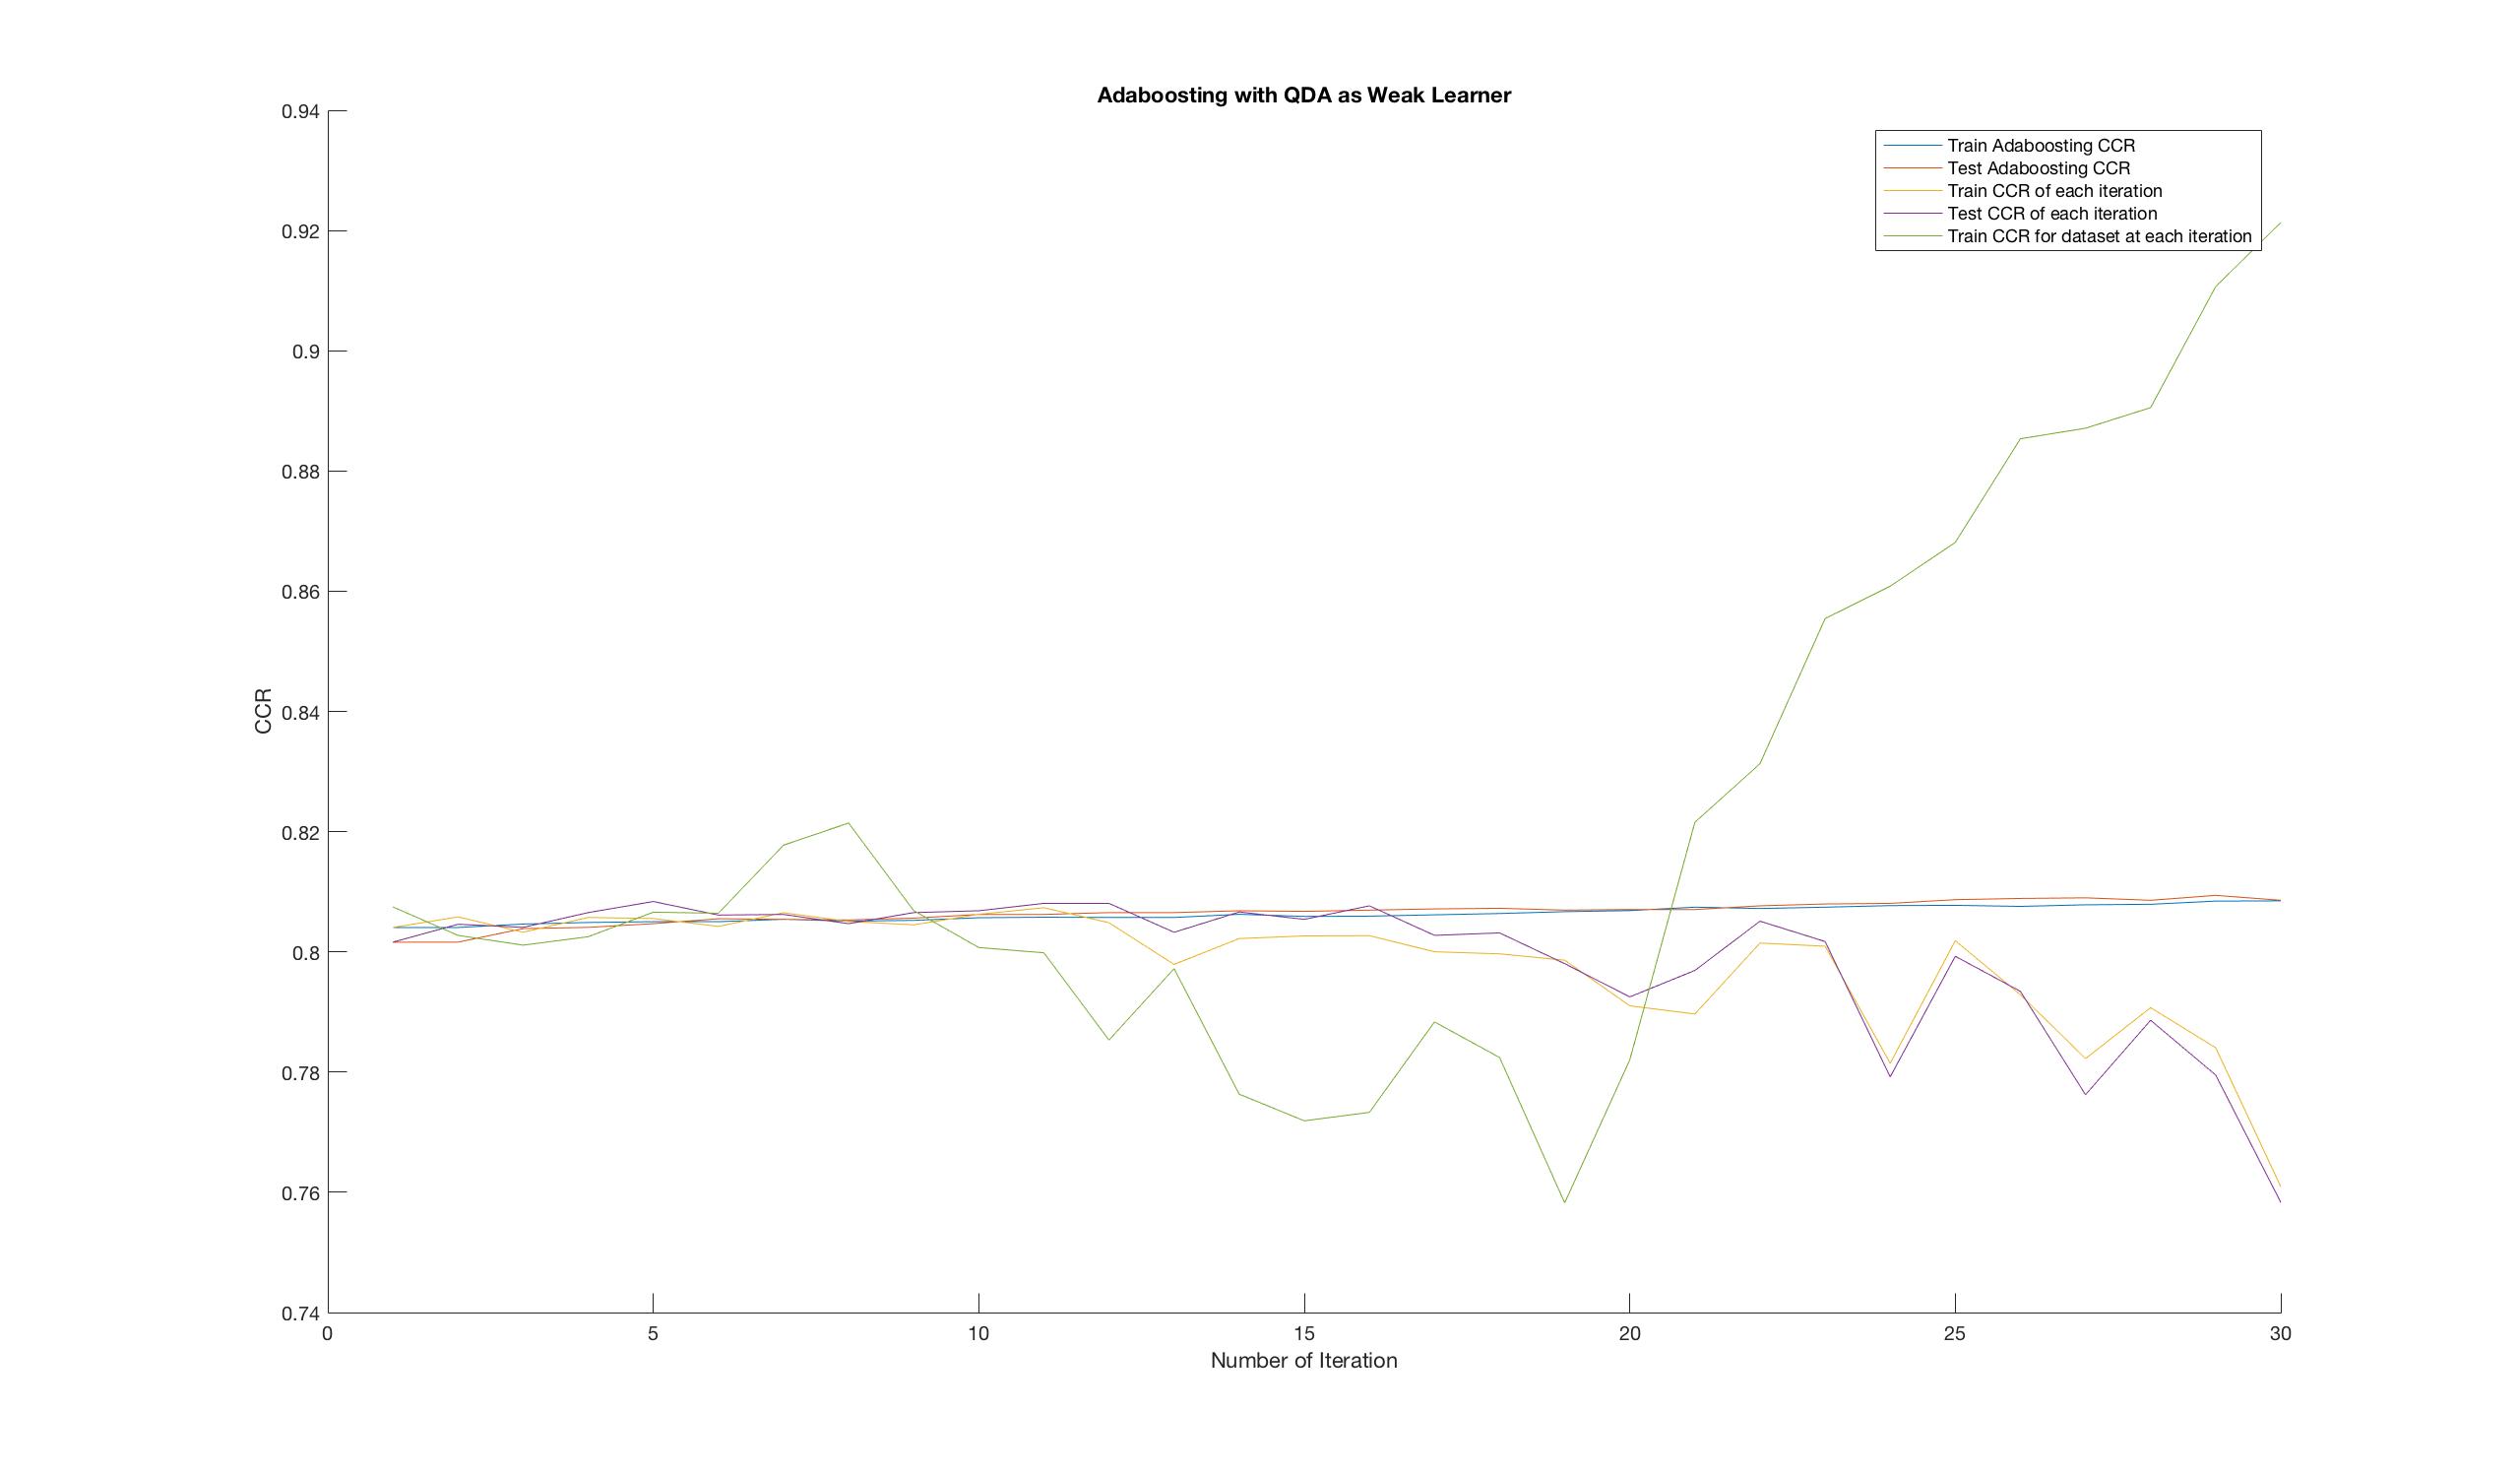 Adaboosting with QDA as Weak Learner
0.94
0.92
0.9
0.88
0.86
0.84
0.82
0.8
0.78
0.76
0.74
CCR
Train Adaboosting CCR
Test Adaboosting CCR
Train CCR of each iteration
Test CCR of each iteration
Train CCR for dataset at each iteration
0 5 10 15 20 25 30
Number of Iteration